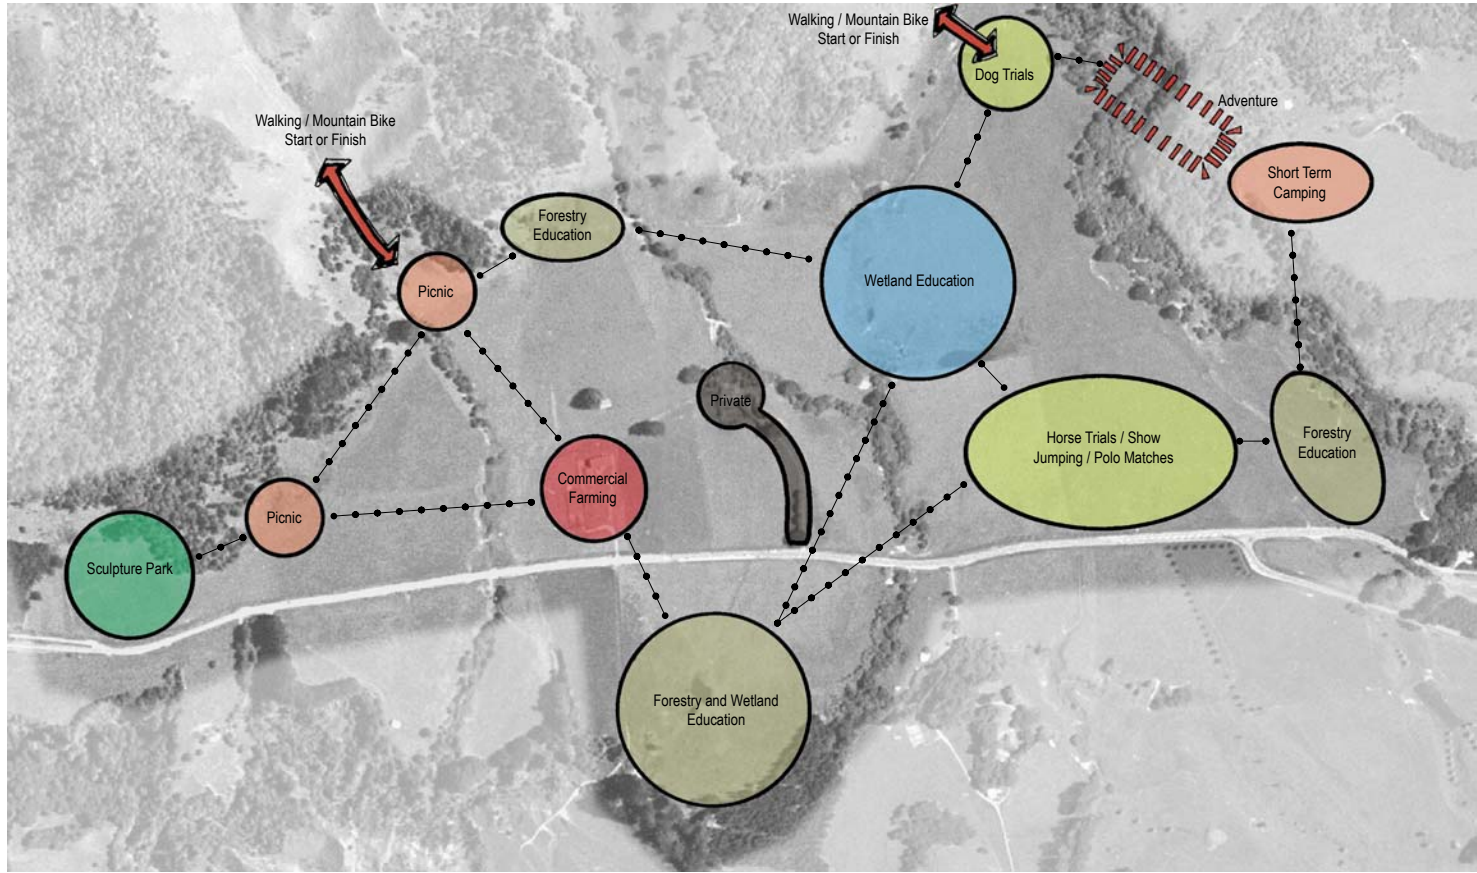 Walking / Mountain Bike
Start or Finish
Dog Trials
Adventure
Walking / Mountain Bike
Start or Finish
Short Term
Camping
Forestry
Education
Picnic
Wetland Education
Private
Horse Trials / Show
Jumping / Polo Matches
Forestry
Education
Commercial
Farming
Picnic
Sculpture Park
Forestry and Wetland
Education